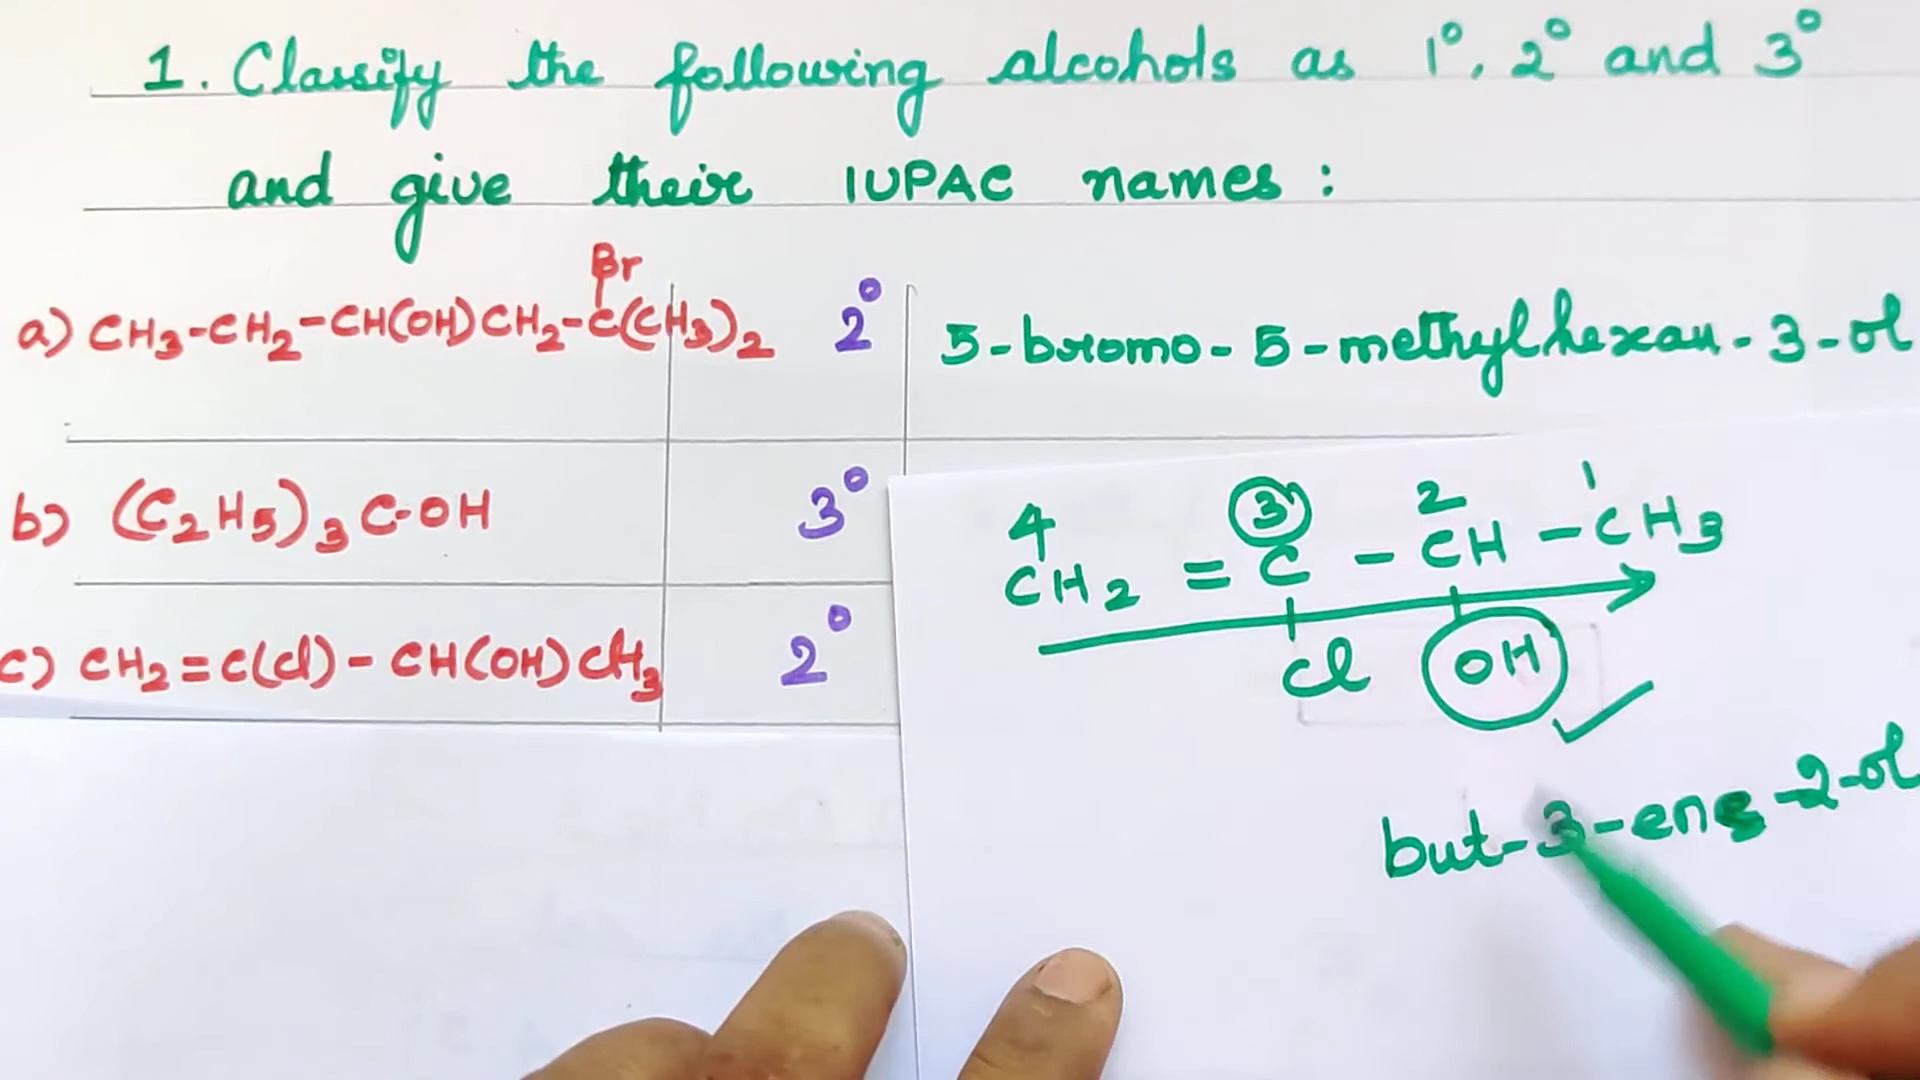 1. Classify the following alcohols as 1°, 2° and 3°
and give their IUPAC names :
Br
a) CH3-CH2-CH(OH)CH2-C(CH3)2 2° 5-bromo-5-methylhexan-3-ol
b) (C2H5)3C-OH 3°
4 3 2 1
CH2 = C - CH - CH3
c) CH2=C(Cl)-CH(OH)CH3 2°
Cl OH
but-3-ene-2-ol